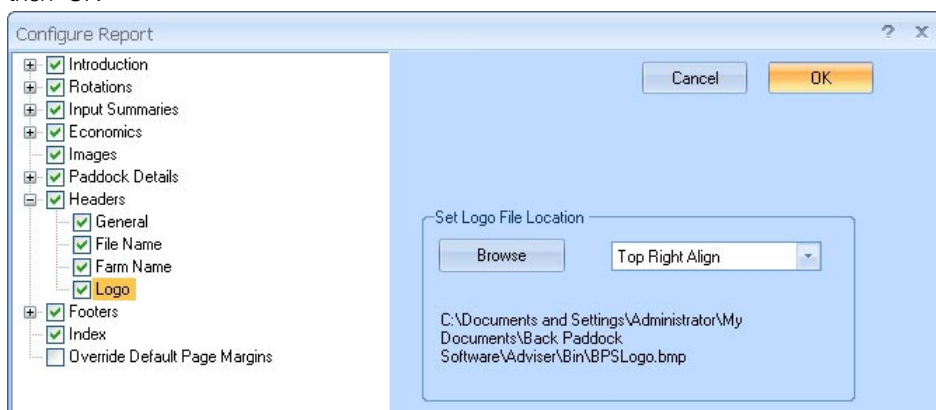 Configure Report
Introduction
Rotations
Input Summaries
Economics
Images
Paddock Details
Headers
General
File Name
Farm Name
Logo
Footers
Index
Override Default Page Margins
Cancel
OK
Set Logo File Location
Browse
Top Right Align
C:\Documents and Settings\Administrator\My
Documents\Back Paddock
Software\Adviser\Bin\BPSLogo.bmp